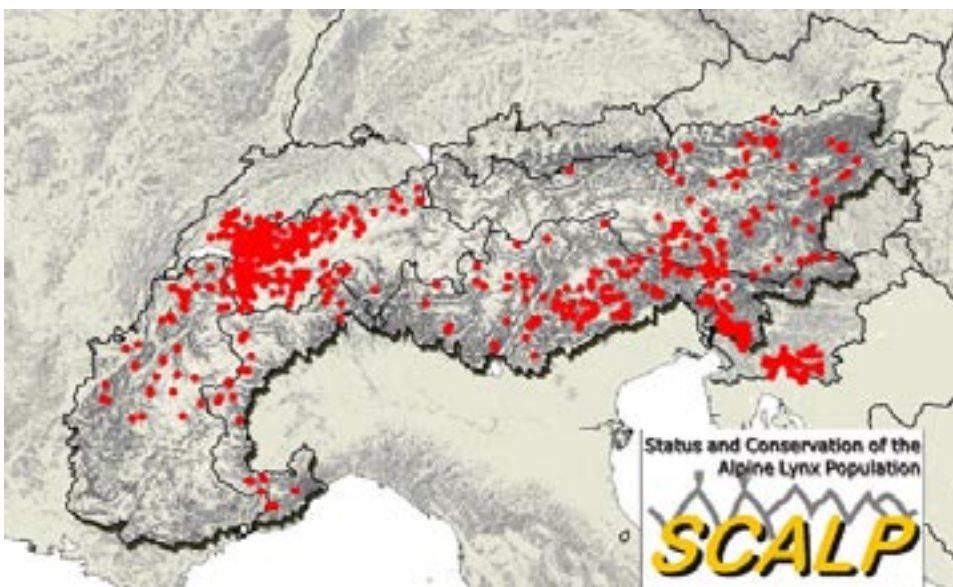 Status and Conservation of the
Alpine Lynx Population
SCALP